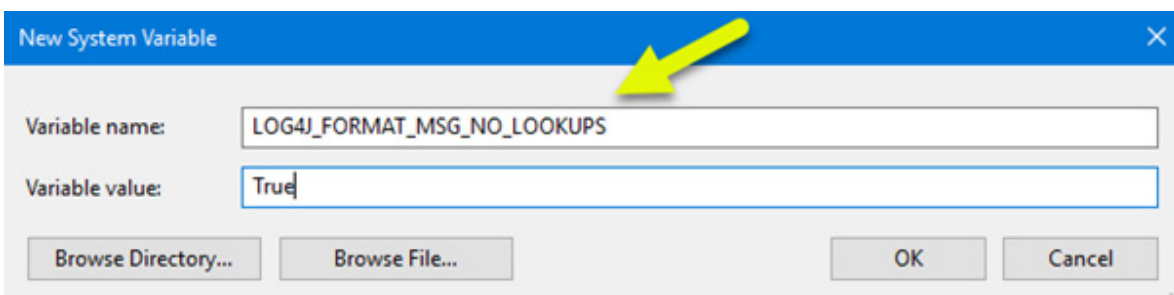 New System Variable
Variable name: LOG4J_FORMAT_MSG_NO_LOOKUPS
Variable value: True
Browse Directory... Browse File... OK Cancel